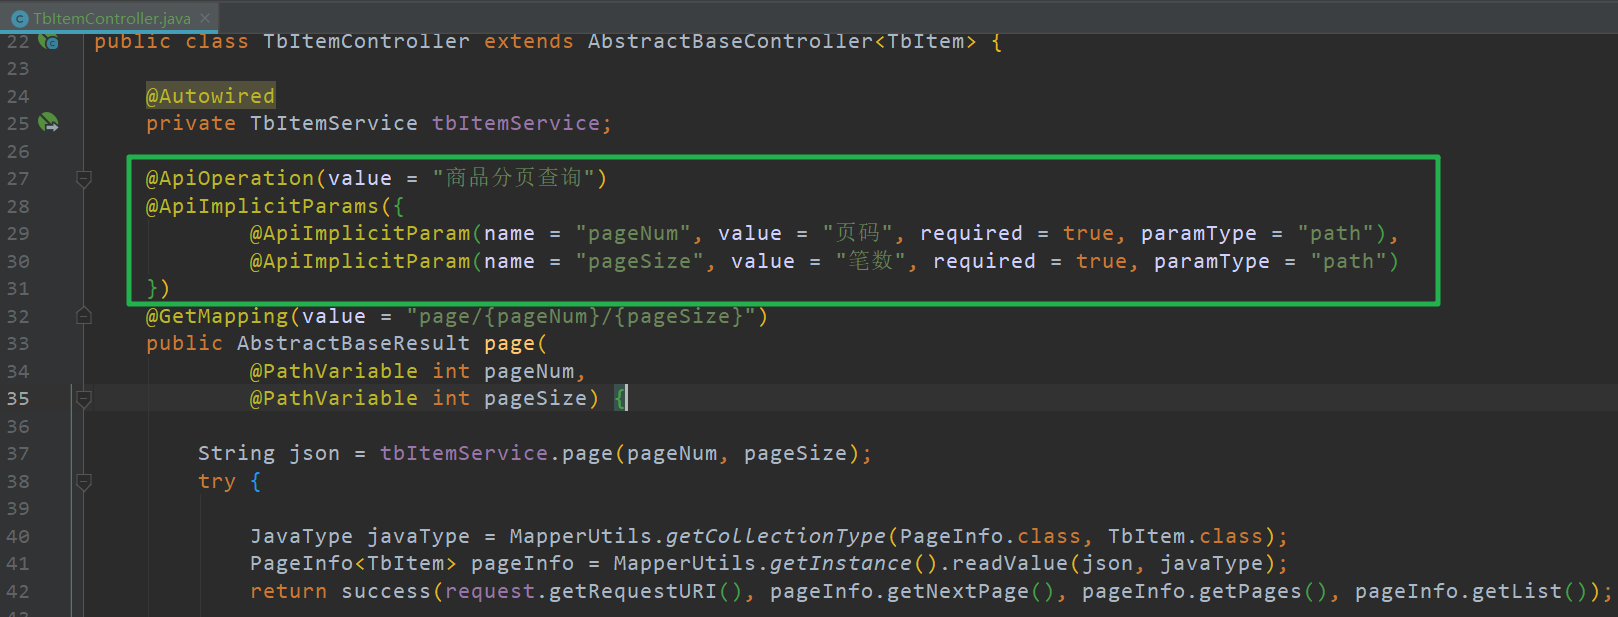 TbItemController.java
22 public class TbItemController extends AbstractBaseController<TbItem> {
23
24 @Autowired
25 private TbItemService tbItemService;
26
27 @ApiOperation(value = "商品分页查询")
28 @ApiImplicitParams({
29 @ApiImplicitParam(name = "pageNum", value = "页码", required = true, paramType = "path"),
30 @ApiImplicitParam(name = "pageSize", value = "笔数", required = true, paramType = "path")
31 })
32 @GetMapping(value = "page/{pageNum}/{pageSize}")
33 public AbstractBaseResult page(
34 @PathVariable int pageNum,
35 @PathVariable int pageSize) {
36
37 String json = tbItemService.page(pageNum, pageSize);
38 try {
39
40 JavaType javaType = MapperUtils.getCollectionType(PageInfo.class, TbItem.class);
41 PageInfo<TbItem> pageInfo = MapperUtils.getInstance().readValue(json, javaType);
42 return success(request.getRequestURI(), pageInfo.getNextPage(), pageInfo.getPages(), pageInfo.getList());